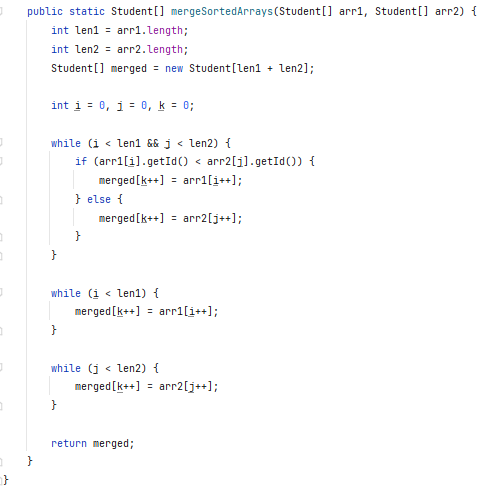 public static Student[] mergeSortedArrays(Student[] arr1, Student[] arr2) {
    int len1 = arr1.length;
    int len2 = arr2.length;
    Student[] merged = new Student[len1 + len2];

    int i = 0, j = 0, k = 0;

    while (i < len1 && j < len2) {
        if (arr1[i].getId() < arr2[j].getId()) {
            merged[k++] = arr1[i++];
        } else {
            merged[k++] = arr2[j++];
        }
    }

    while (i < len1) {
        merged[k++] = arr1[i++];
    }

    while (j < len2) {
        merged[k++] = arr2[j++];
    }

    return merged;
}
}